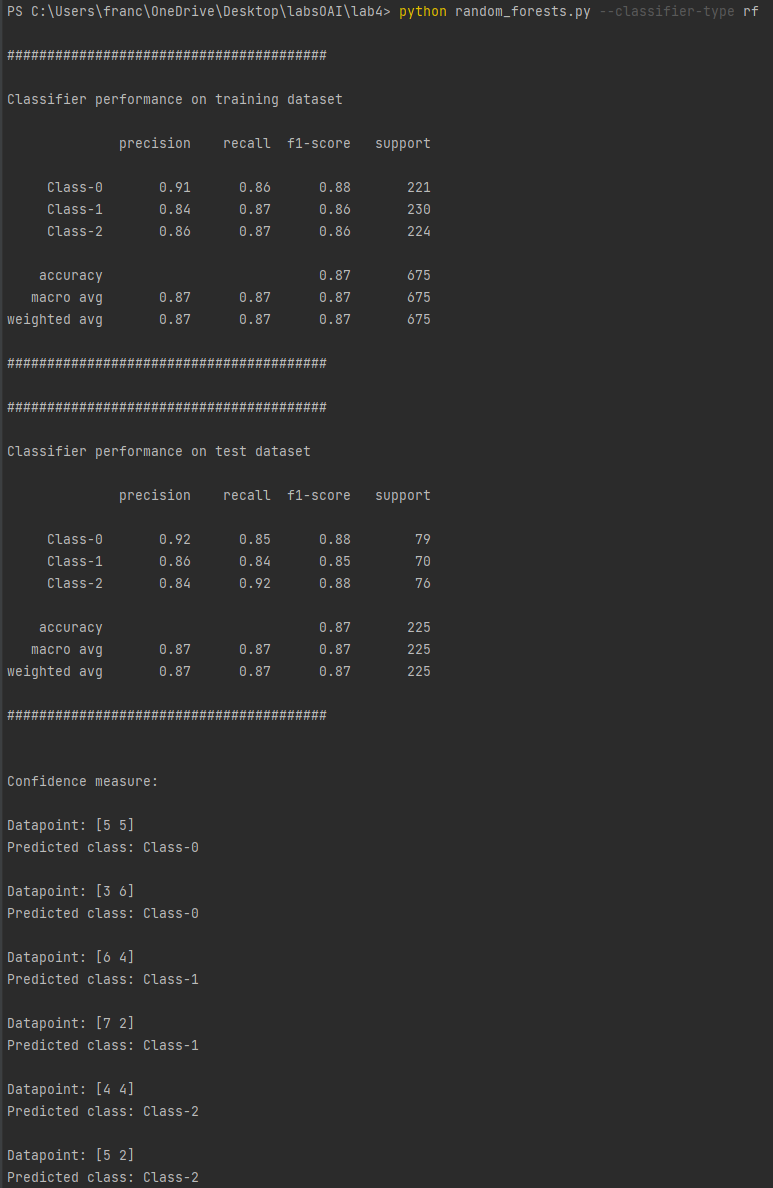 PS C:\Users\franc\OneDrive\Desktop\labsOAI\lab4> python random_forests.py --classifier-type rf
########################################
Classifier performance on training dataset
precision recall f1-score support
Class-0 0.91 0.86 0.88 221
Class-1 0.84 0.87 0.86 230
Class-2 0.86 0.87 0.86 224
accuracy 0.87 675
macro avg 0.87 0.87 0.87 675
weighted avg 0.87 0.87 0.87 675
########################################
########################################
Classifier performance on test dataset
precision recall f1-score support
Class-0 0.92 0.85 0.88 79
Class-1 0.86 0.84 0.85 70
Class-2 0.84 0.92 0.88 76
accuracy 0.87 225
macro avg 0.87 0.87 0.87 225
weighted avg 0.87 0.87 0.87 225
########################################
Confidence measure:
Datapoint: [5 5]
Predicted class: Class-0
Datapoint: [3 6]
Predicted class: Class-0
Datapoint: [6 4]
Predicted class: Class-1
Datapoint: [7 2]
Predicted class: Class-1
Datapoint: [4 4]
Predicted class: Class-2
Datapoint: [5 2]
Predicted class: Class-2